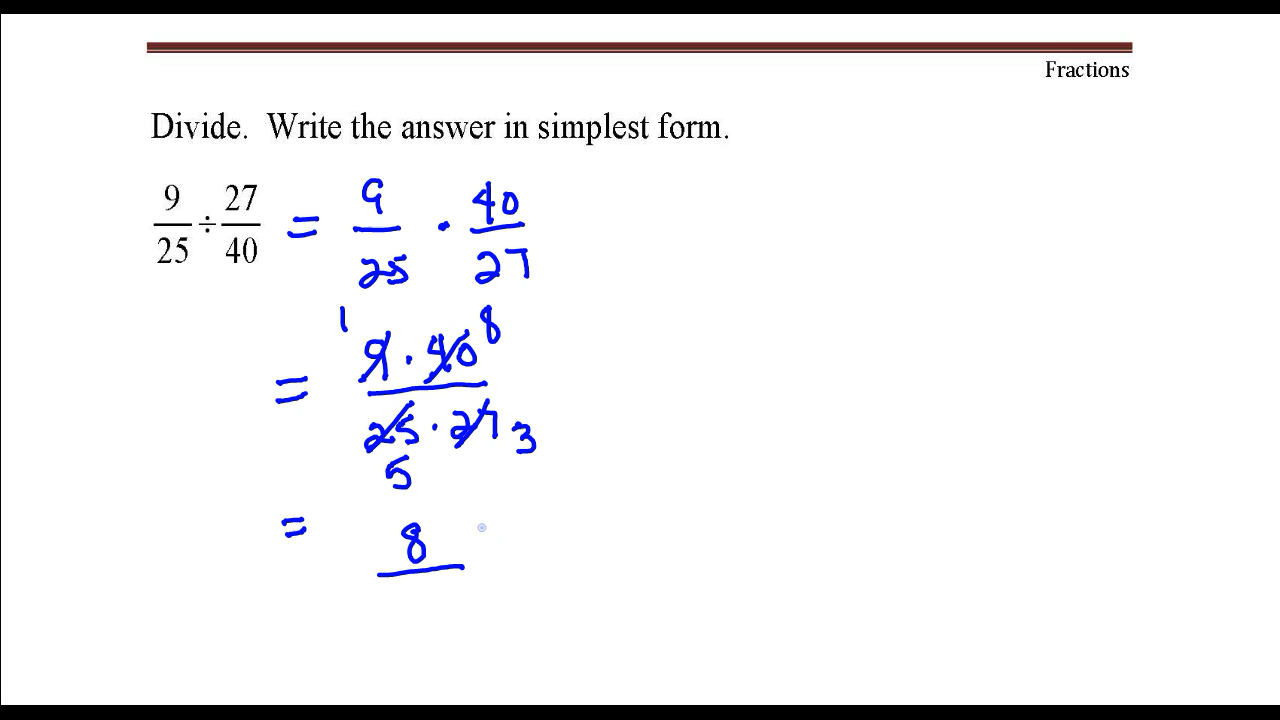 Fractions
Divide. Write the answer in simplest form.
9/25 ÷ 27/40 = 9/25 · 40/27
1 8
= 9 · 40 / 25 · 27 3
5
= 8